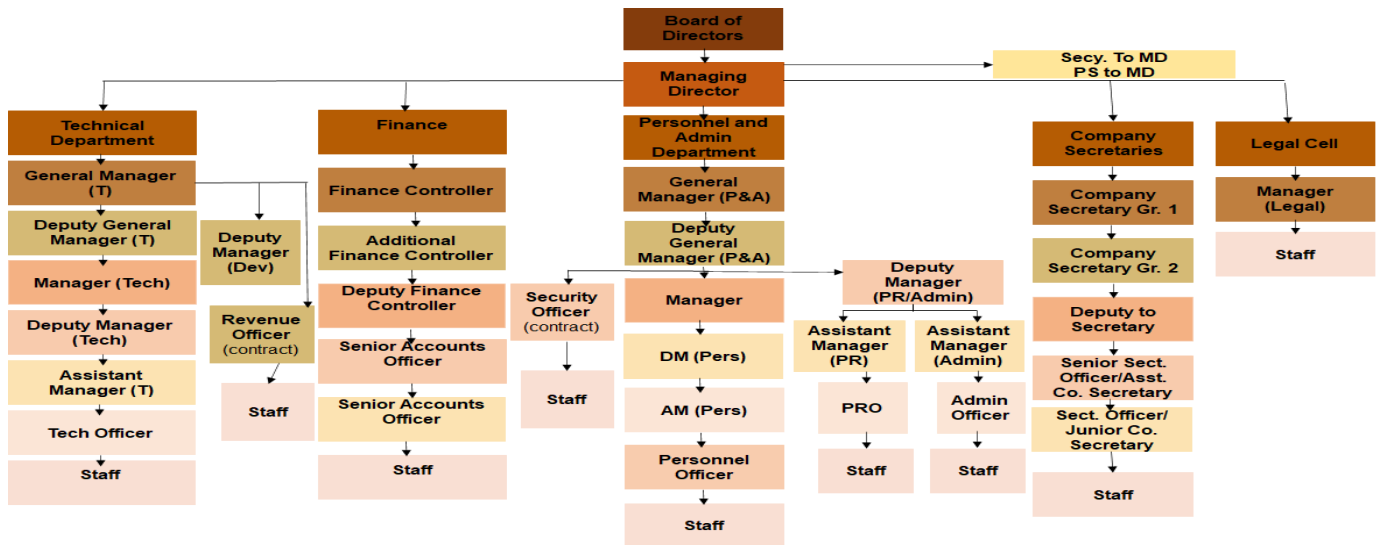 Board of
Directors
Secy. To MD
PS to MD
Managing
Director
Technical
Department
General Manager
(T)
Deputy General
Manager (T)
Manager (Tech)
Deputy Manager
(Tech)
Assistant
Manager (T)
Tech Officer
Staff
Deputy
Manager
(Dev)
Revenue
Officer
(contract)
Staff
Finance
Finance Controller
Additional
Finance Controller
Deputy Finance
Controller
Senior Accounts
Officer
Senior Accounts
Officer
Staff
Personnel and
Admin
Department
General
Manager (P&A)
Deputy
General
Manager (P&A)
Security
Officer
(contract)
Staff
Manager
DM (Pers)
AM (Pers)
Personnel
Officer
Staff
Deputy
Manager
(PR/Admin)
Assistant
Manager
(PR)
PRO
Staff
Assistant
Manager
(Admin)
Admin
Officer
Staff
Company
Secretaries
Company
Secretary Gr. 1
Company
Secretary Gr. 2
Deputy to
Secretary
Senior Sect.
Officer/Asst.
Co. Secretary
Sect. Officer/
Junior Co.
Secretary
Staff
Legal Cell
Manager
(Legal)
Staff